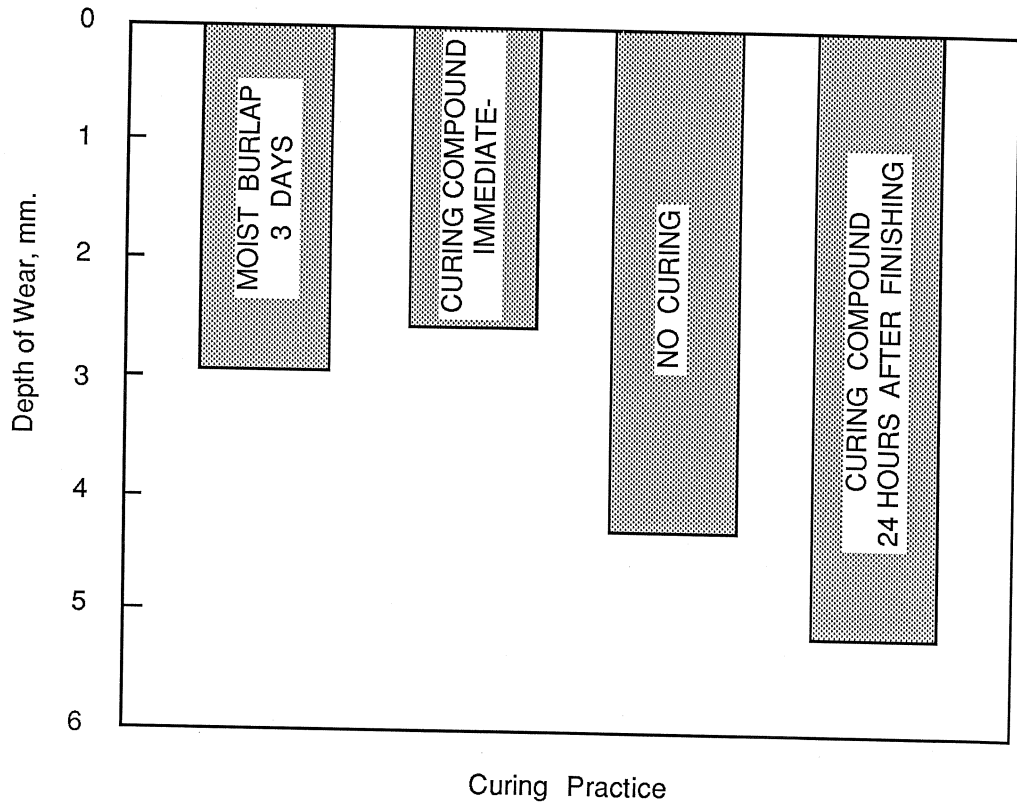 Depth of Wear, mm.
0
1
2
3
4
5
6
MOIST BURLAP
3 DAYS
CURING COMPOUND
IMMEDIATE-
NO CURING
CURING COMPOUND
24 HOURS AFTER FINISHING
Curing Practice